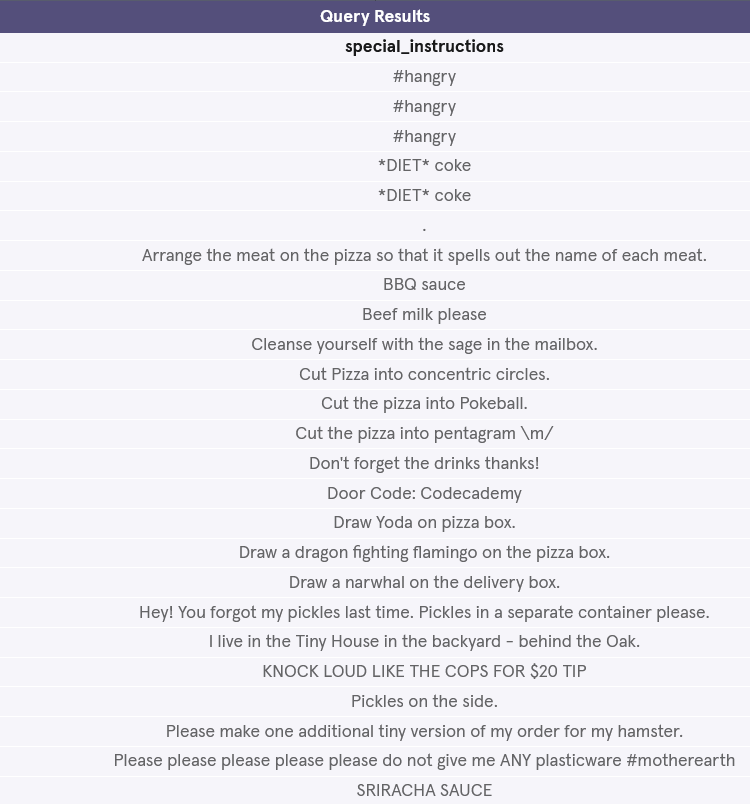 Query Results
special_instructions
#hangry
#hangry
#hangry
*DIET* coke
*DIET* coke
.
Arrange the meat on the pizza so that it spells out the name of each meat.
BBQ sauce
Beef milk please
Cleanse yourself with the sage in the mailbox.
Cut Pizza into concentric circles.
Cut the pizza into Pokeball.
Cut the pizza into pentagram \m/
Don't forget the drinks thanks!
Door Code: Codecademy
Draw Yoda on pizza box.
Draw a dragon fighting flamingo on the pizza box.
Draw a narwhal on the delivery box.
Hey! You forgot my pickles last time. Pickles in a separate container please.
I live in the Tiny House in the backyard - behind the Oak.
KNOCK LOUD LIKE THE COPS FOR $20 TIP
Pickles on the side.
Please make one additional tiny version of my order for my hamster.
Please please please please please do not give me ANY plasticware #motherearth
SRIRACHA SAUCE